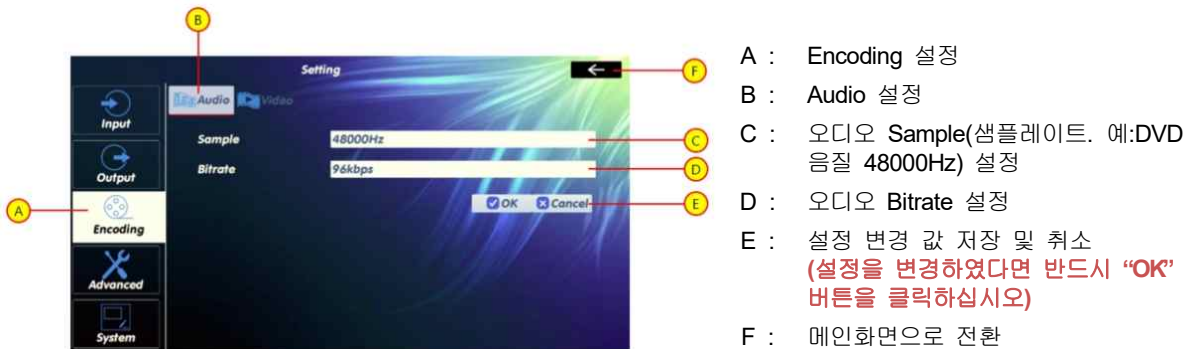 B
Setting
F
Audio Video
Input
Sample 48000Hz C
Output
Bitrate 96kbps D
A
Encoding
OK Cancel E
Advanced
System
A : Encoding 설정
B : Audio 설정
C : 오디오 Sample(샘플레이트. 예:DVD
음질 48000Hz) 설정
D : 오디오 Bitrate 설정
E : 설정 변경 값 저장 및 취소
(설정을 변경하였다면 반드시 “OK”
버튼을 클릭하십시오)
F : 메인화면으로 전환